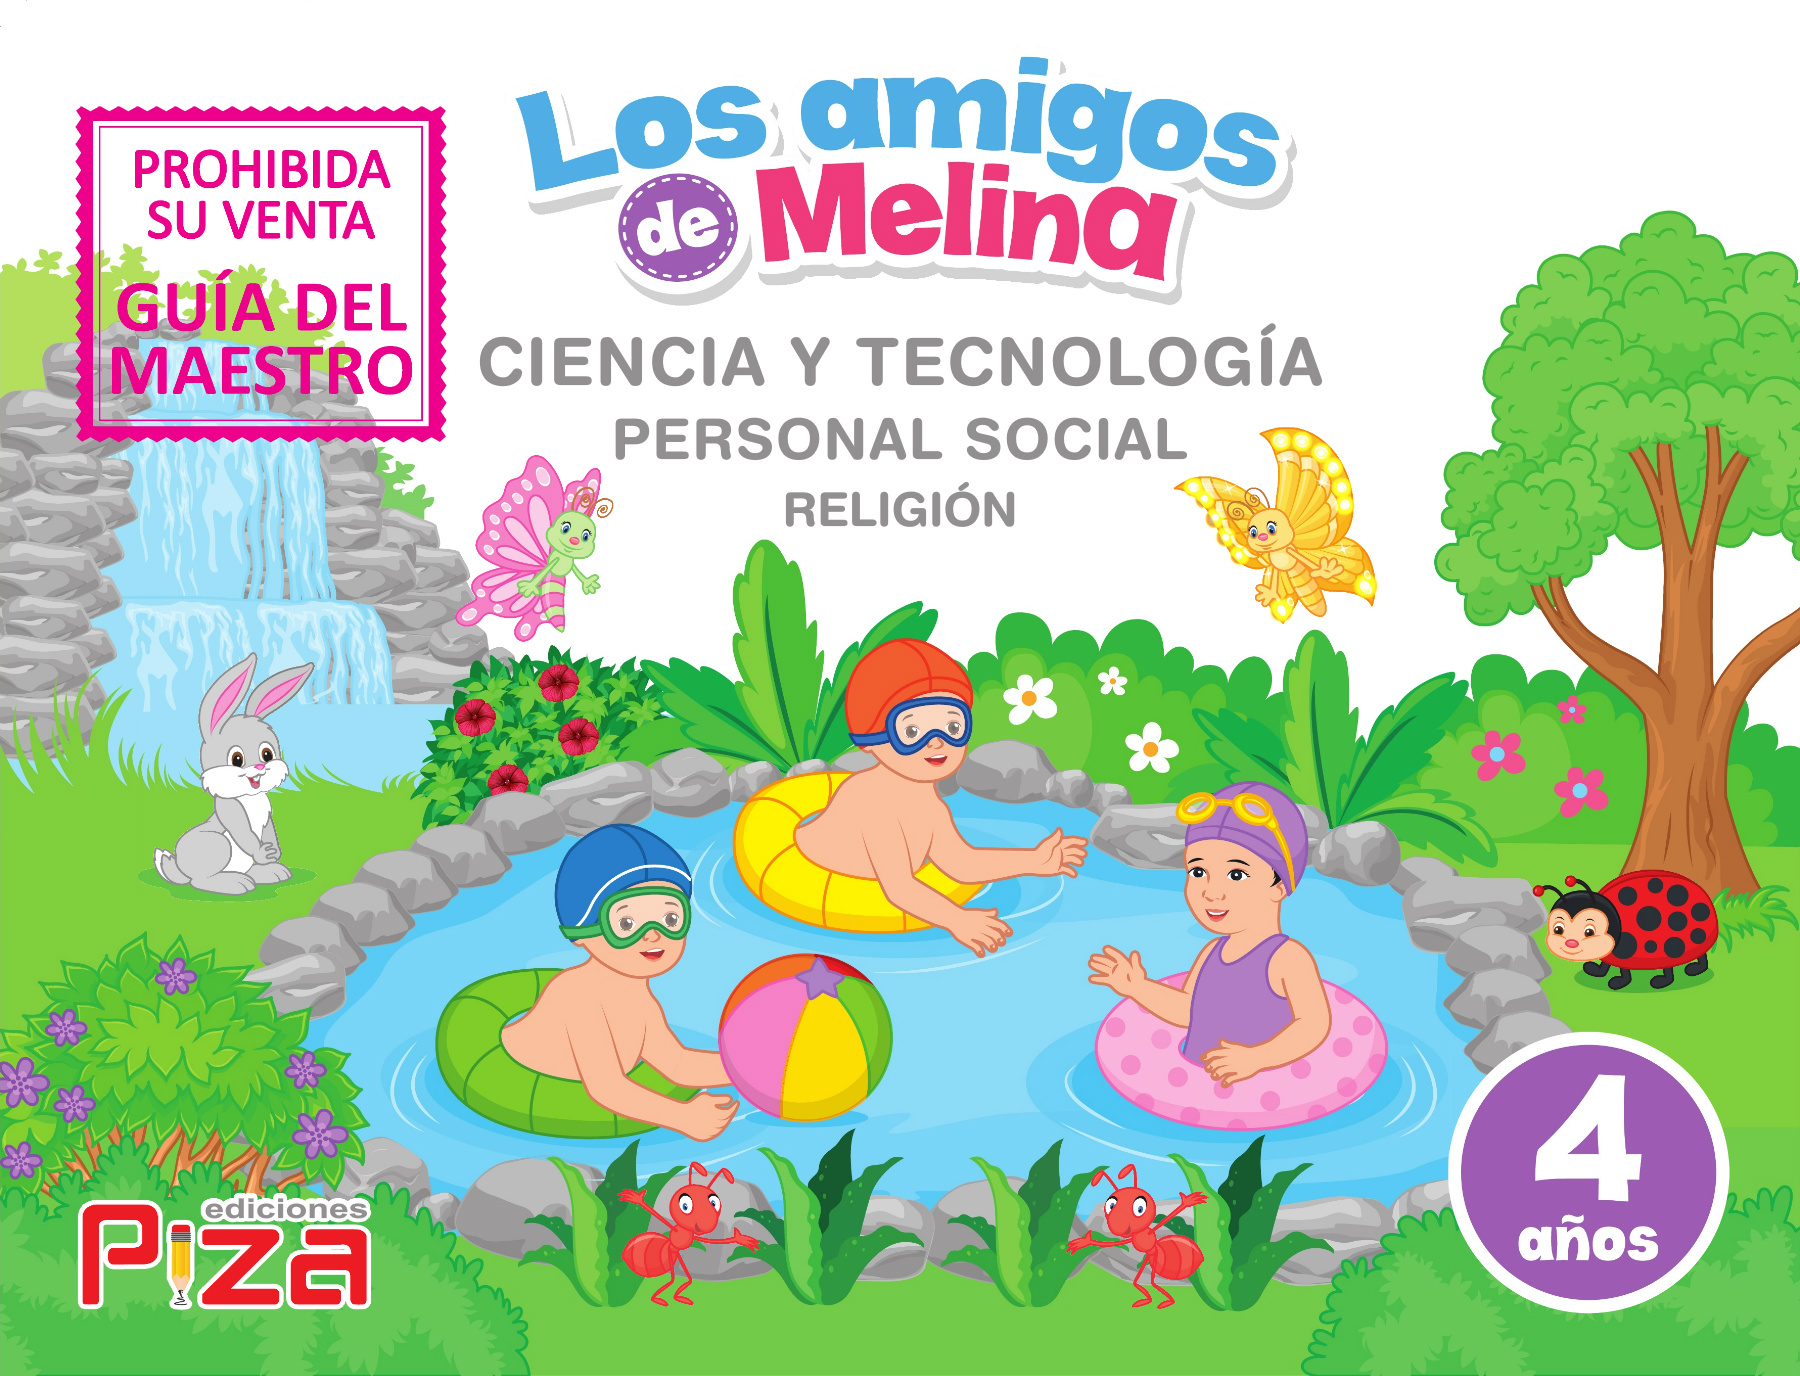 PROHIBIDA
SU VENTA
GUÍA DEL
MAESTRO
Los amigos
de Melina
CIENCIA Y TECNOLOGÍA
PERSONAL SOCIAL
RELIGIÓN
ediciones
Piza
4
años